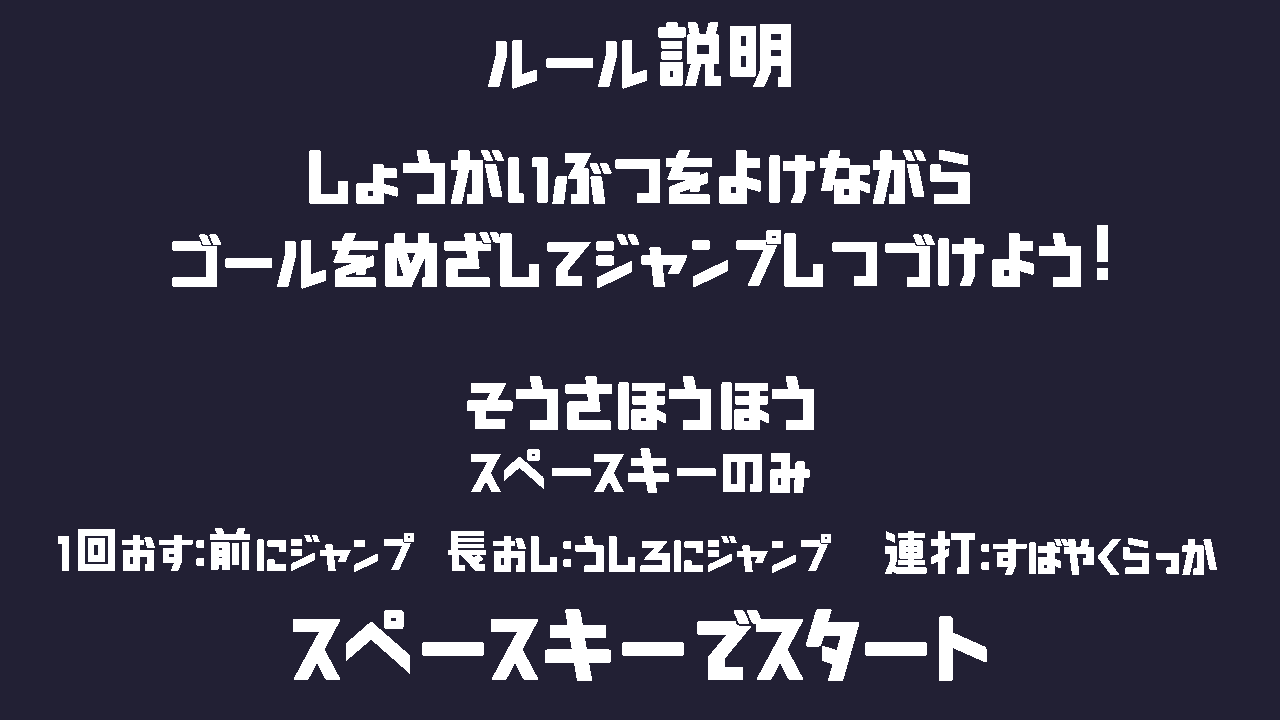 ルール説明
しょうがいぶつをよけながら
ゴールをめざしてジャンプしつづけよう!
そうさほうほう
スペースキーのみ
1回おす:前にジャンプ 長おし:うしろにジャンプ 連打:すばやくらっか
スペースキーでスタート